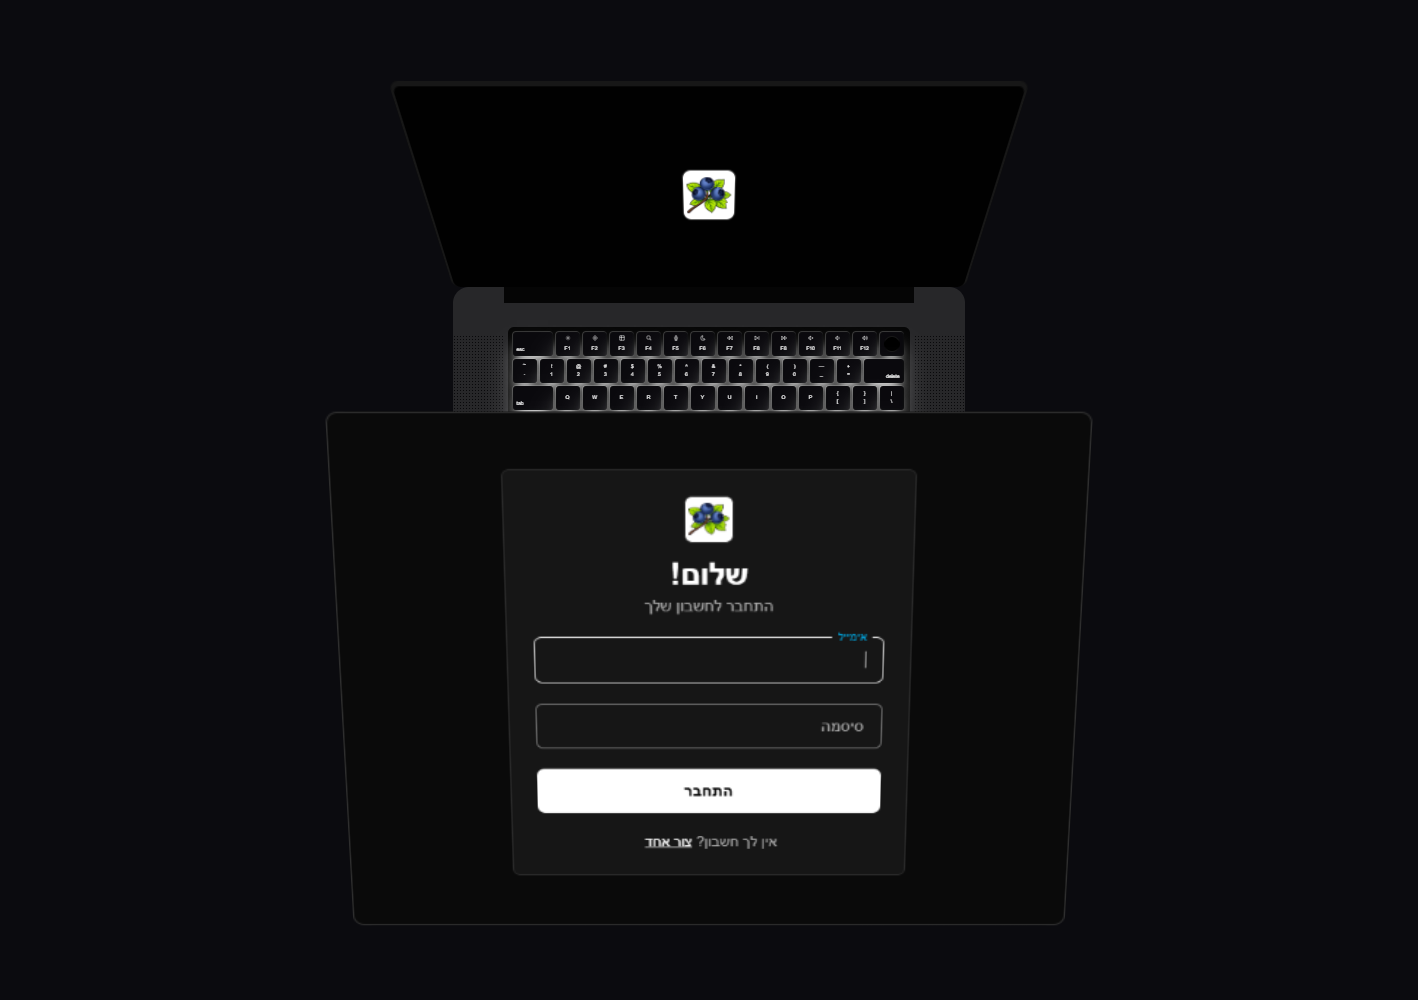 esc F1 F2 F3 F4 F5 F6 F7 F8 F9 F10 F11 F12
~ ! @ # $ % ^ & * ( ) — +
` 1 2 3 4 5 6 7 8 9 0 _ = delete
tab Q W E R T Y U I O P { } |
[ ] \
שלום!
התחבר לחשבון שלך
אימייל
סיסמה
התחבר
אין לך חשבון? צור אחד